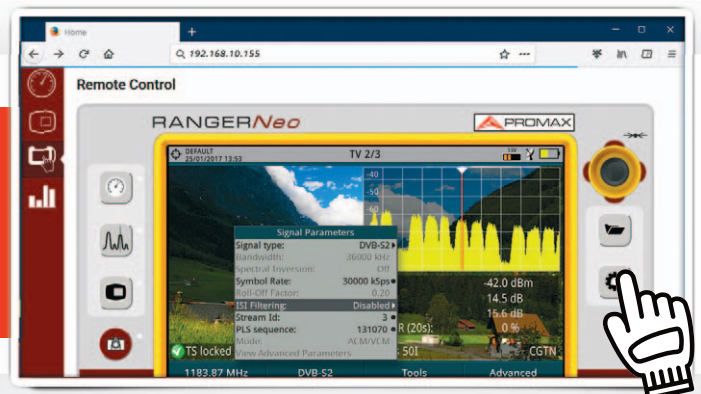 Home
192.168.10.155
Remote Control
RANGERNeo
PROMAX
DEFAULT
25/01/2017 13:53
TV 2/3
-40
-50
-60
Signal Parameters
Signal type: DVB-S2
Bandwidth: 36000 kHz
Spectral Inversion: Off
Symbol Rate: 30000 kSps
Roll-Off Factor: 0.20
ISI Filtering: Disabled
Stream Id: 3
PLS sequence: 131070
Mode: ACM/VCM
View Advanced Parameters
-42.0 dBm
14.5 dB
15.6 dB
R (20s): 0 %
TS locked
: 50I
CGTN
1183.87 MHz DVB-S2 Tools Advanced